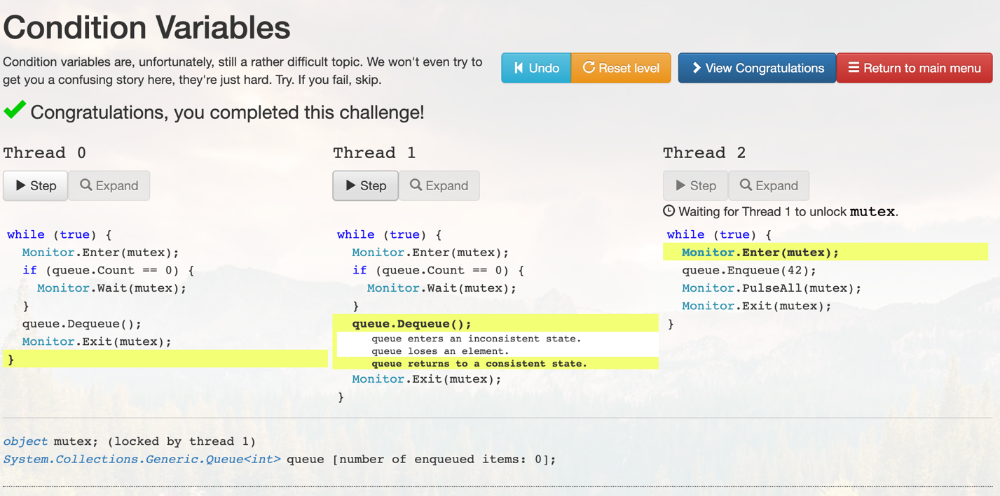 Condition Variables
Condition variables are, unfortunately, still a rather difficult topic. We won't even try to
get you a confusing story here, they're just hard. Try. If you fail, skip.
Undo
Reset level
View Congratulations
Return to main menu
Congratulations, you completed this challenge!
Thread 0
Step
Expand
while (true) {
Monitor.Enter(mutex);
if (queue.Count == 0) {
Monitor.Wait(mutex);
}
queue.Dequeue();
Monitor.Exit(mutex);
}
Thread 1
Step
Expand
while (true) {
Monitor.Enter(mutex);
if (queue.Count == 0) {
Monitor.Wait(mutex);
}
queue.Dequeue();
queue enters an inconsistent state.
queue loses an element.
queue returns to a consistent state.
Monitor.Exit(mutex);
}
Thread 2
Step
Expand
Waiting for Thread 1 to unlock mutex.
while (true) {
Monitor.Enter(mutex);
queue.Enqueue(42);
Monitor.PulseAll(mutex);
Monitor.Exit(mutex);
}
object mutex; (locked by thread 1)
System.Collections.Generic.Queue<int> queue [number of enqueued items: 0];